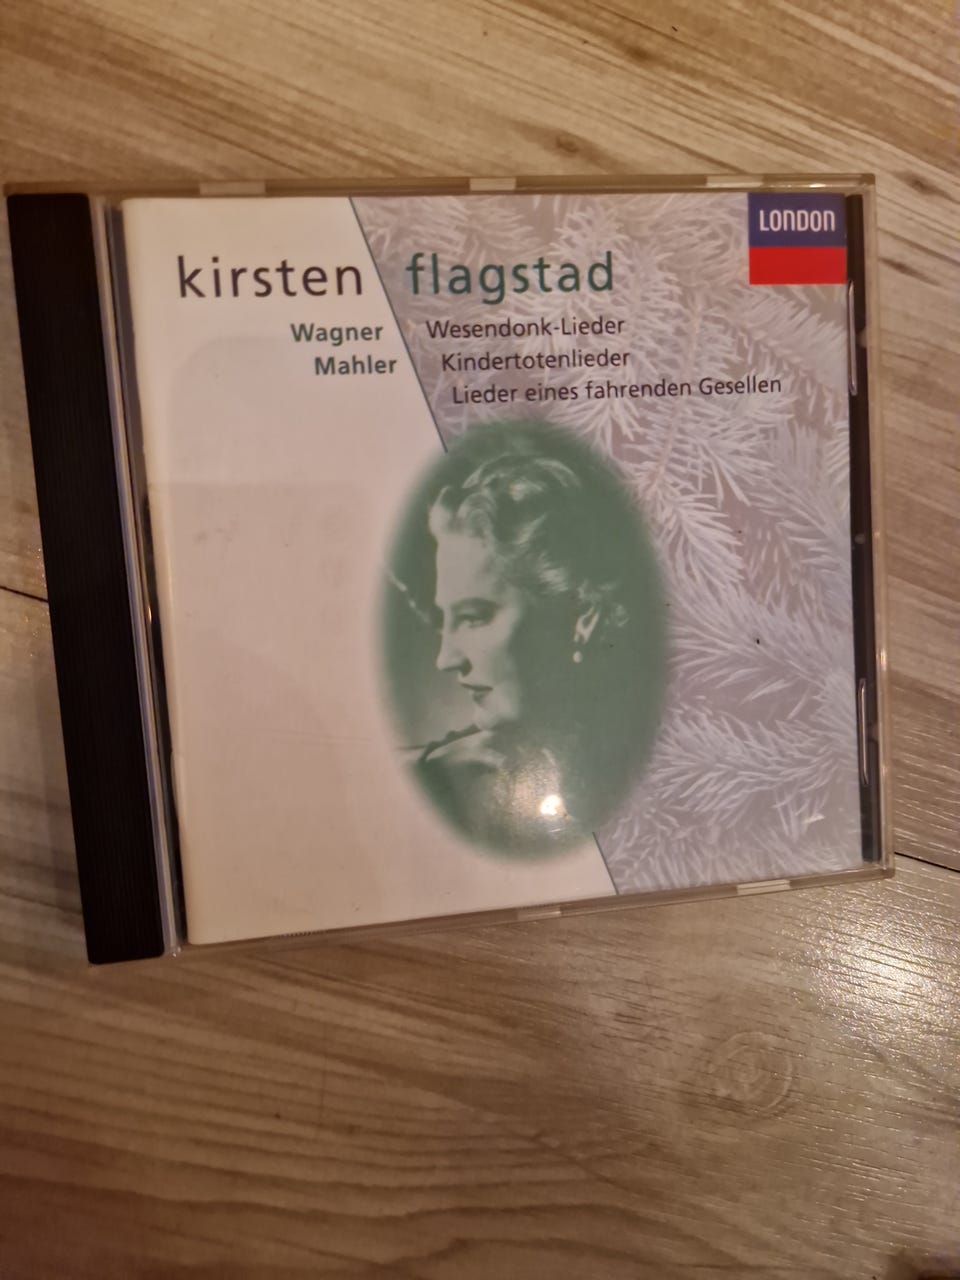 LONDON
kirsten flagstad
Wagner Wesendonk-Lieder
Mahler Kindertotenlieder
Lieder eines fahrenden Gesellen